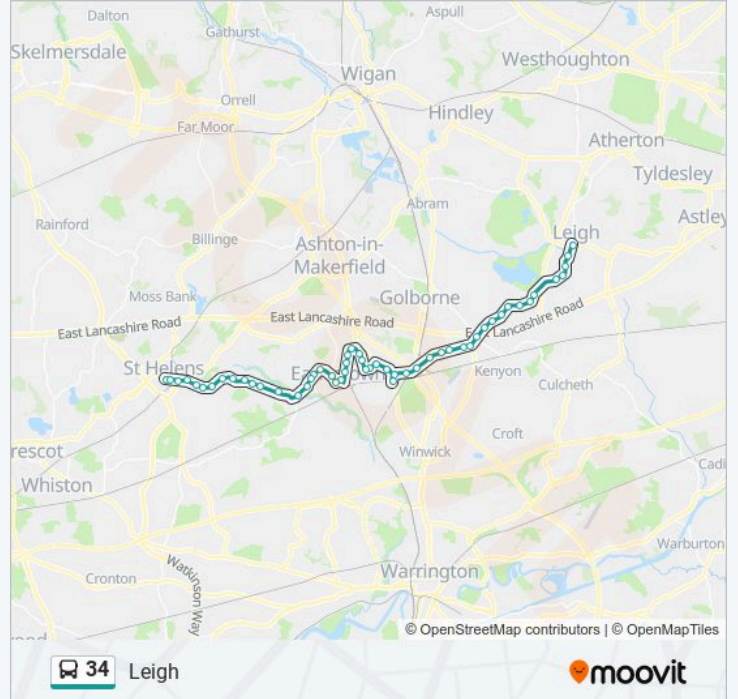 Dalton
Aspull
Gathurst
Skelmersdale
Westhoughton
Wigan
Orrell
Hindley
Far Moor
Atherton
Tyldesley
Abram
Rainford
Astley
Billinge
Leigh
Ashton-in-
Makerfield
Moss Bank
Golborne
East Lancashire Road
East Lancashire Road
East Lancashire Road
St Helens
Kenyon
Culcheth
Croft
rescot
Winwick
Cadi
Whiston
Warburton
Cronton
Watkinson Way
Warrington
© OpenStreetMap contributors | © OpenMapTiles
34 Leigh
moovit